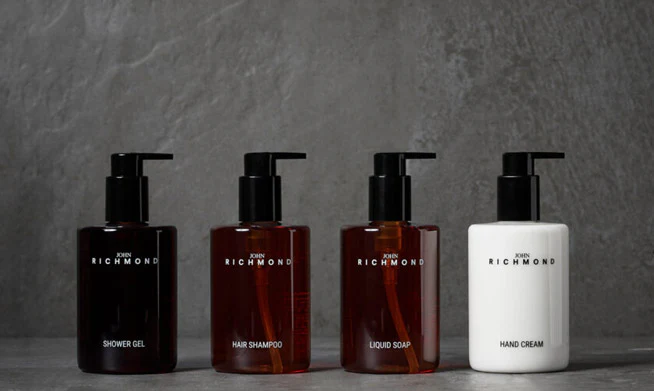 JOHN
RICHMOND
SHOWER GEL
JOHN
RICHMOND
HAIR SHAMPOO
JOHN
RICHMOND
LIQUID SOAP
JOHN
RICHMOND
HAND CREAM